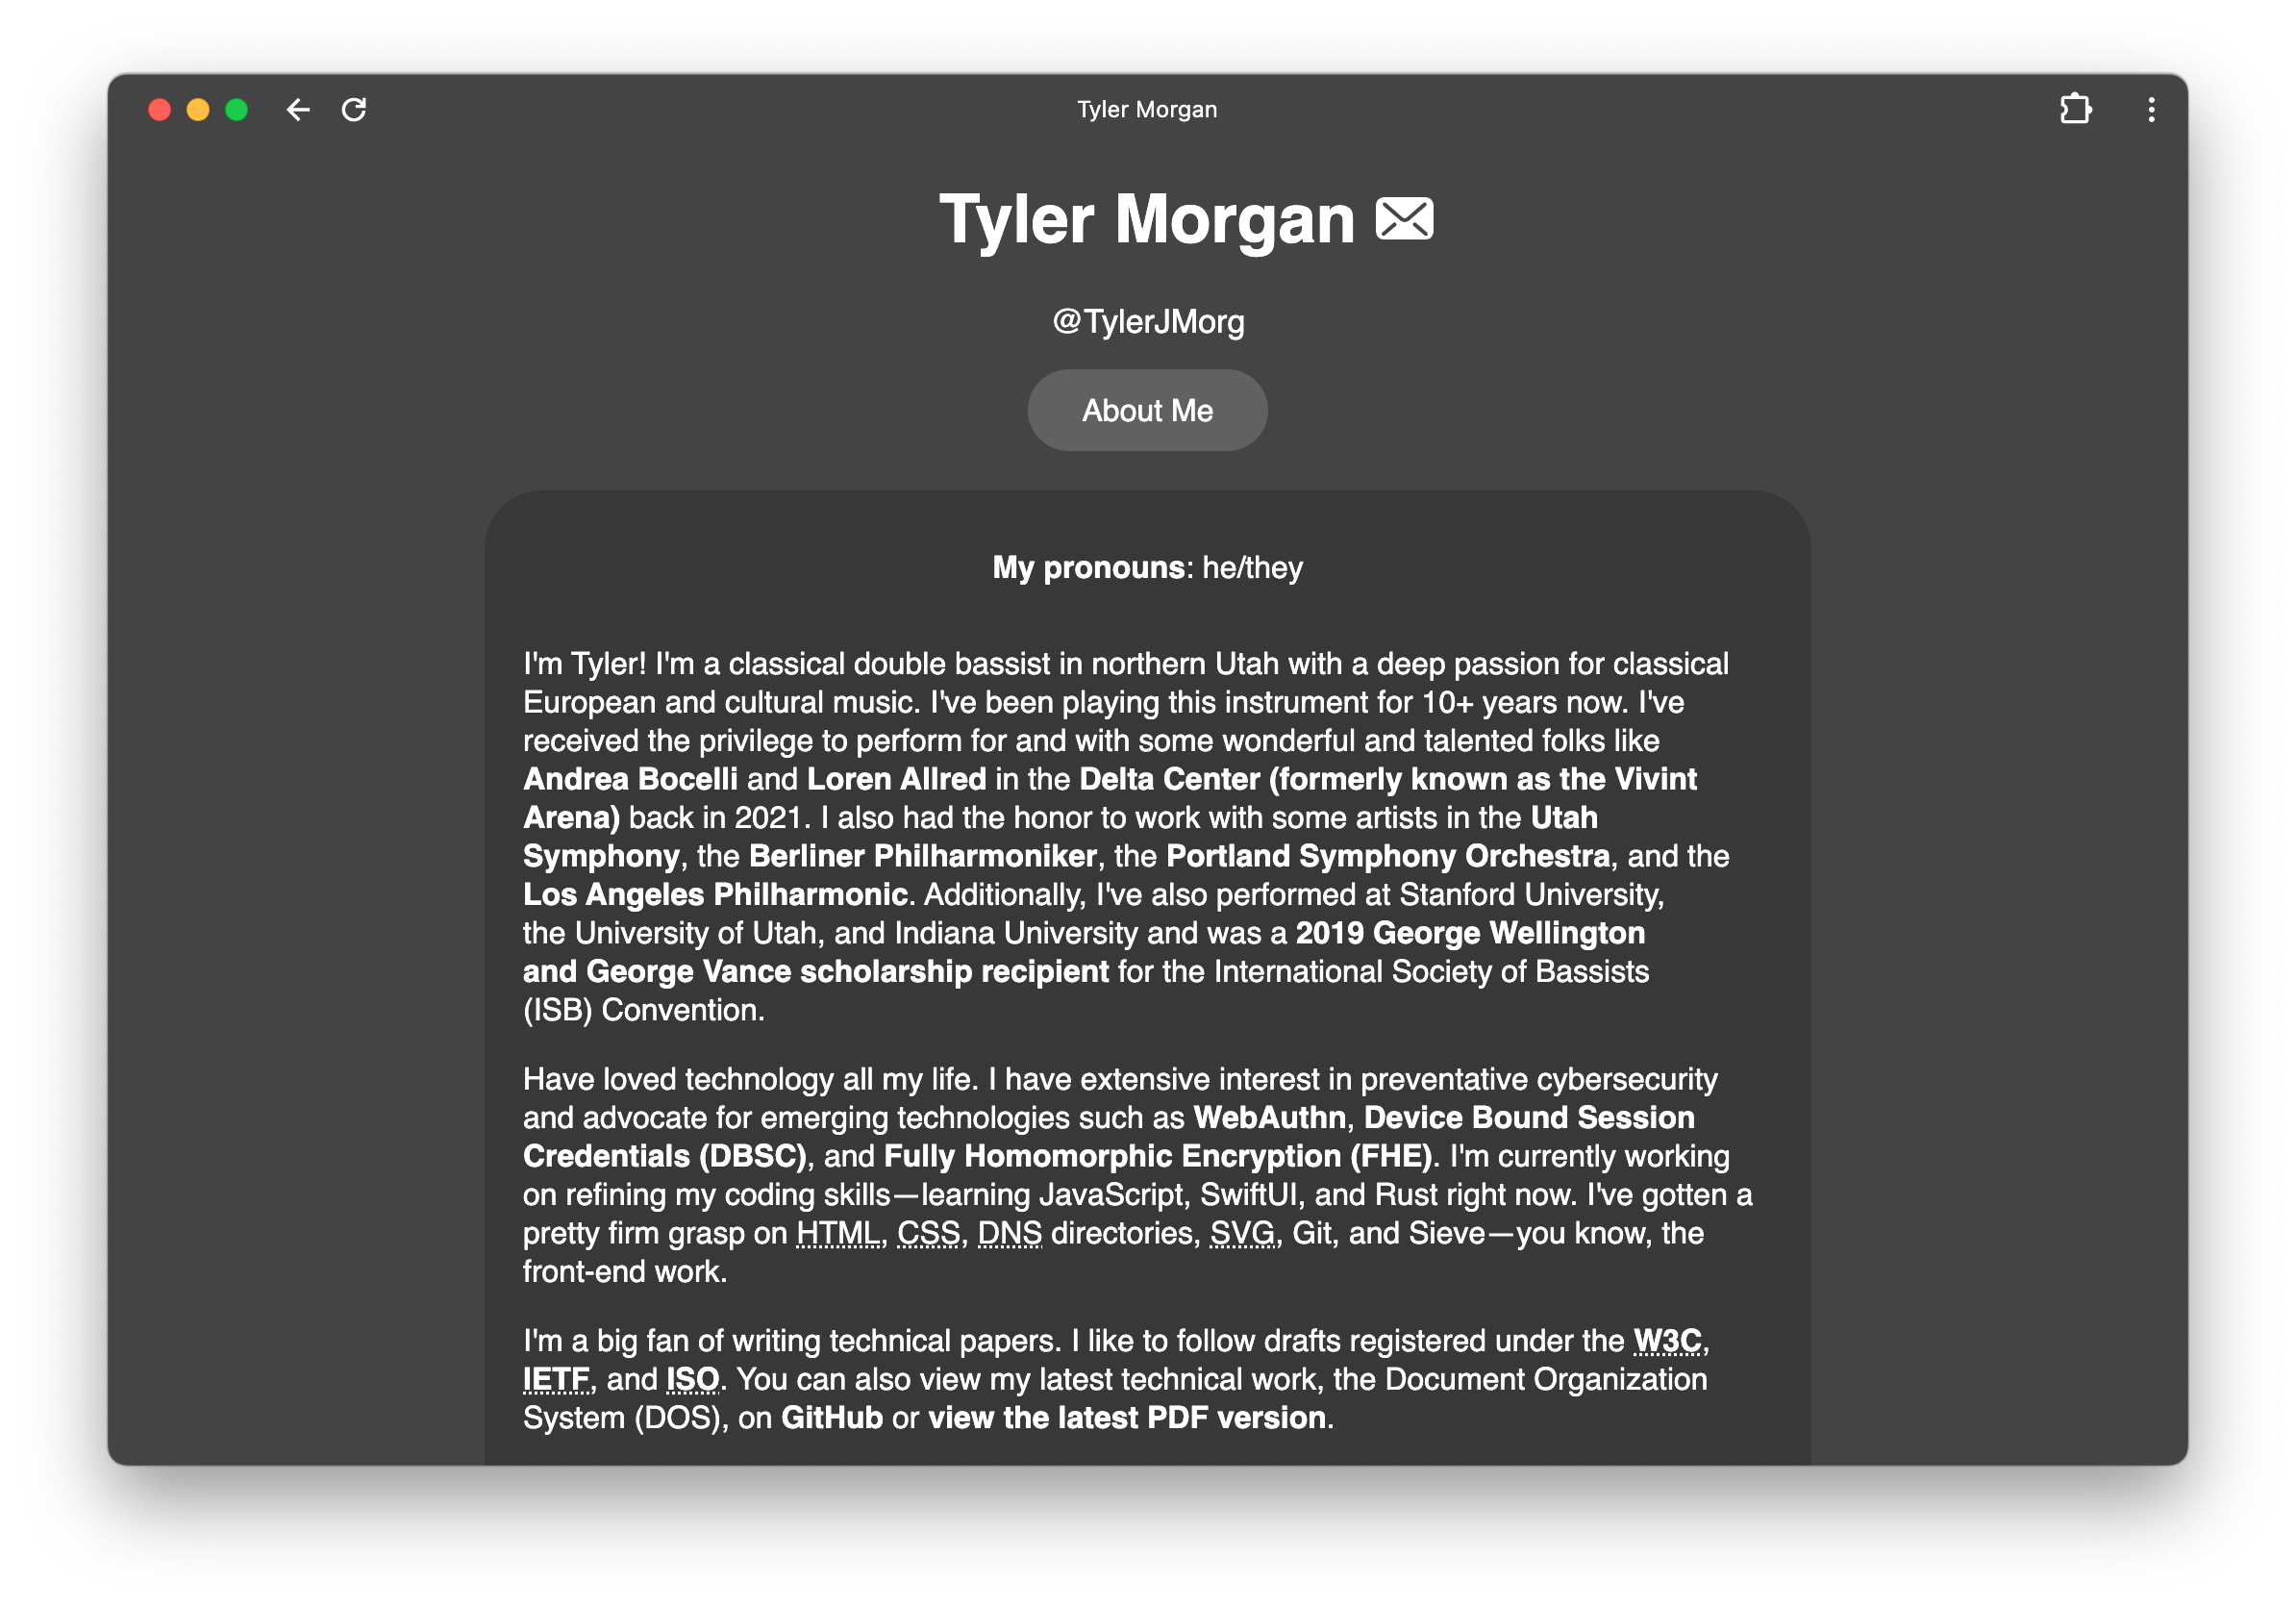 Tyler Morgan
Tyler Morgan
@TylerJMorg
About Me
My pronouns: he/they
I'm Tyler! I'm a classical double bassist in northern Utah with a deep passion for classical
European and cultural music. I've been playing this instrument for 10+ years now. I've
received the privilege to perform for and with some wonderful and talented folks like
Andrea Bocelli and Loren Allred in the Delta Center (formerly known as the Vivint
Arena) back in 2021. I also had the honor to work with some artists in the Utah
Symphony, the Berliner Philharmoniker, the Portland Symphony Orchestra, and the
Los Angeles Philharmonic. Additionally, I've also performed at Stanford University,
the University of Utah, and Indiana University and was a 2019 George Wellington
and George Vance scholarship recipient for the International Society of Bassists
(ISB) Convention.
Have loved technology all my life. I have extensive interest in preventative cybersecurity
and advocate for emerging technologies such as WebAuthn, Device Bound Session
Credentials (DBSC), and Fully Homomorphic Encryption (FHE). I'm currently working
on refining my coding skills—learning JavaScript, SwiftUI, and Rust right now. I've gotten a
pretty firm grasp on HTML, CSS, DNS directories, SVG, Git, and Sieve—you know, the
front-end work.
I'm a big fan of writing technical papers. I like to follow drafts registered under the W3C,
IETF, and ISO. You can also view my latest technical work, the Document Organization
System (DOS), on GitHub or view the latest PDF version.